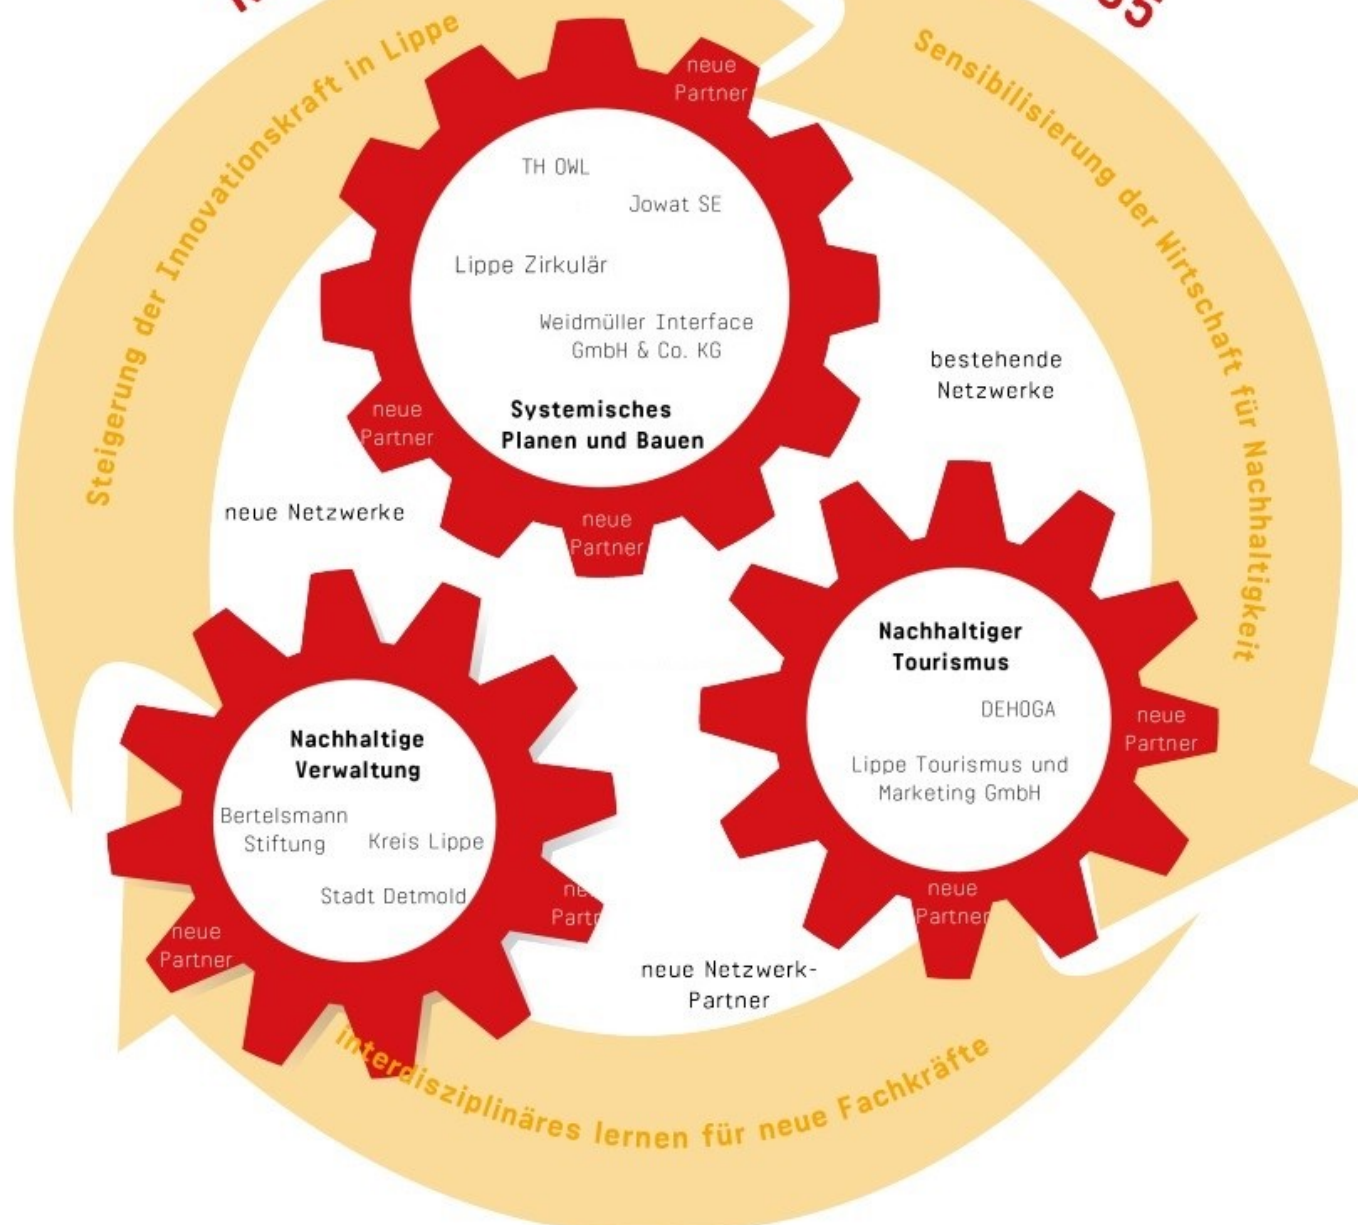 Steigerung der Innovationskraft in Lippe
Sensibilisierung der Wirtschaft für Nachhaltigkeit
neue
Partner
TH OWL
Jowat SE
Lippe Zirkulär
Weidmüller Interface
GmbH & Co. KG
Systemisches
Planen und Bauen
neue
Partner
neue
Partner
bestehende
Netzwerke
neue Netzwerke
Nachhaltiger
Tourismus
DEHOGA
Lippe Tourismus und
Marketing GmbH
neue
Partner
neue
Partner
Nachhaltige
Verwaltung
Bertelsmann
Stiftung
Kreis Lippe
Stadt Detmold
neue
Partner
neue Netzwerk-
Partner
interdisziplinäres lernen für neue Fachkräfte